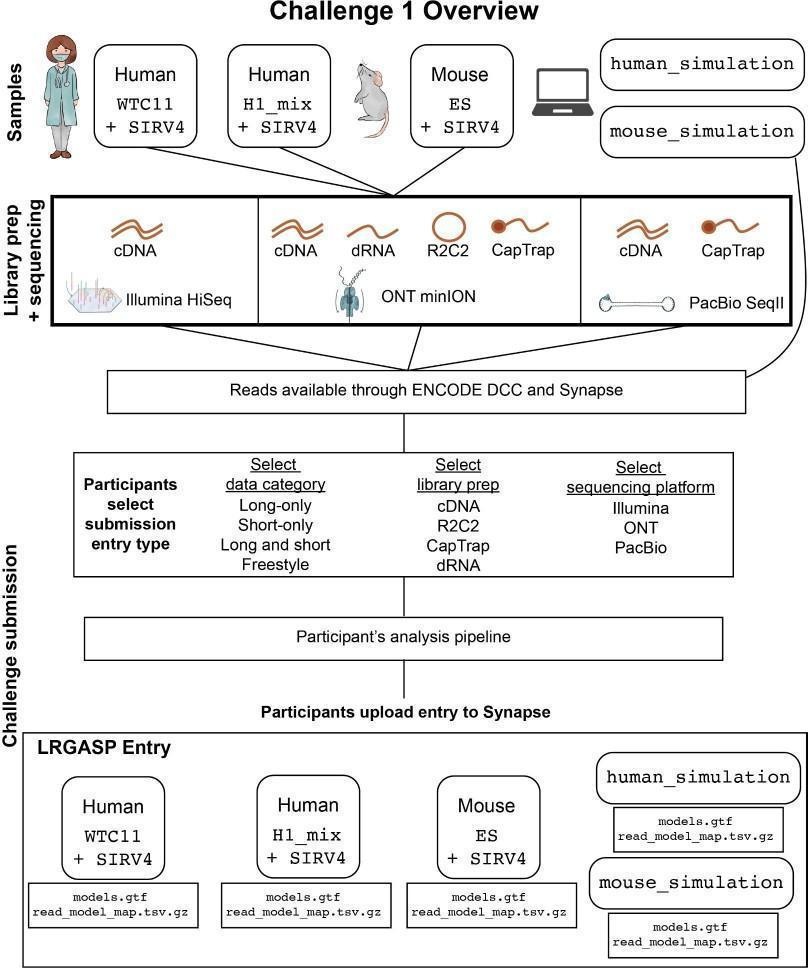 Challenge 1 Overview
Samples
Human
WTC11
+ SIRV4
Human
H1_mix
+ SIRV4
Mouse
ES
+ SIRV4
human_simulation
mouse_simulation
Library prep
+ sequencing
cDNA
Illumina HiSeq
cDNA
dRNA
R2C2
CapTrap
ONT minION
cDNA
CapTrap
PacBio SeqII
Reads available through ENCODE DCC and Synapse
Challenge submission
Participants
select
submission
entry type
Select
data category
Long-only
Short-only
Long and short
Freestyle
Select
library prep
cDNA
R2C2
CapTrap
dRNA
Select
sequencing platform
Illumina
ONT
PacBio
Participant's analysis pipeline
Participants upload entry to Synapse
LRGASP Entry
Human
WTC11
+ SIRV4
models.gtf
read_model_map.tsv.gz
Human
H1_mix
+ SIRV4
models.gtf
read_model_map.tsv.gz
Mouse
ES
+ SIRV4
models.gtf
read_model_map.tsv.gz
human_simulation
models.gtf
read_model_map.tsv.gz
mouse_simulation
models.gtf
read_model_map.tsv.gz